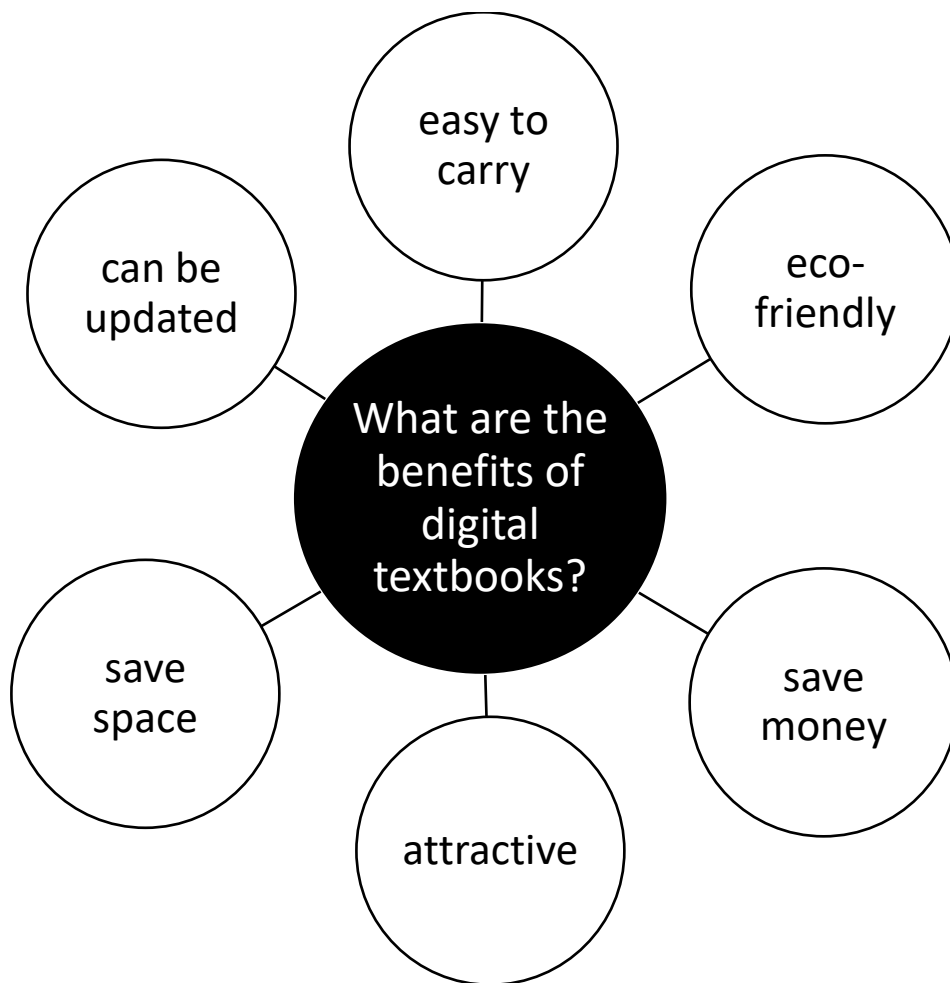 easy to
carry
can be
updated
eco-
friendly
What are the
benefits of
digital
textbooks?
save
space
save
money
attractive